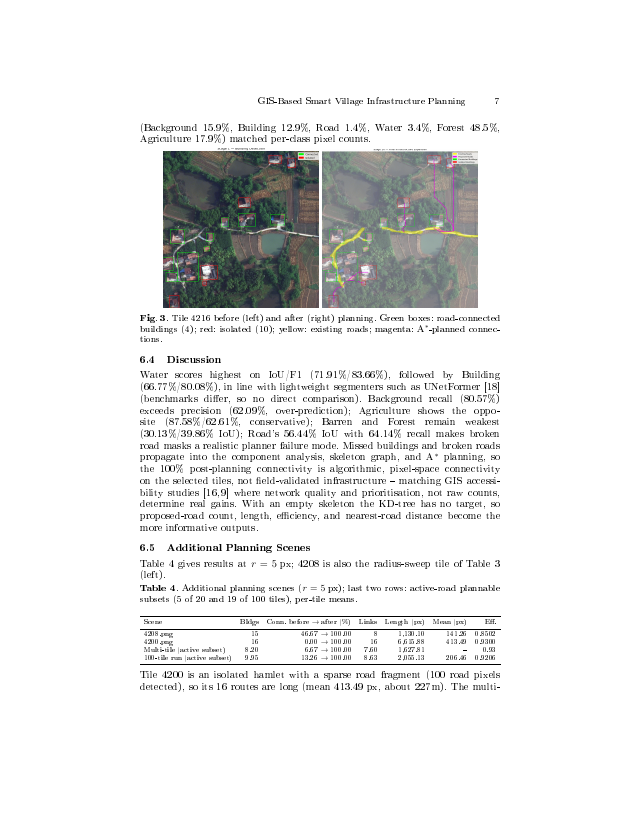 GIS-Based Smart Village Infrastructure Planning 7
(Background 15.9%, Building 12.9%, Road 1.4%, Water 3.4%, Forest 48.5%,
Agriculture 17.9%) matched per-class pixel counts.
Fig. 3. Tile 4216 before (left) and after (right) planning. Green boxes: road-connected
buildings (4); red: isolated (10); yellow: existing roads; magenta: A*-planned connec-
tions.
6.4 Discussion
Water scores highest on IoU/F1 (71.91%/83.66%), followed by Building
(66.77%/80.08%), in line with lightweight segmenters such as UNetFormer [18]
(benchmarks differ, so no direct comparison). Background recall (80.57%)
exceeds precision (62.09%, over-prediction); Agriculture shows the oppo-
site (87.58%/62.61%, conservative); Barren and Forest remain weakest
(30.13%/39.86% IoU); Road's 56.44% IoU with 64.14% recall makes broken
road masks a realistic planner failure mode. Missed buildings and broken roads
propagate into the component analysis, skeleton graph, and A* planning, so
the 100% post-planning connectivity is algorithmic, pixel-space connectivity
on the selected tiles, not field-validated infrastructure – matching GIS accessi-
bility studies [16,9] where network quality and prioritisation, not raw counts,
determine real gains. With an empty skeleton the KD-tree has no target, so
proposed-road count, length, efficiency, and nearest-road distance become the
more informative outputs.
6.5 Additional Planning Scenes
Table 4 gives results at r = 5 px; 4208 is also the radius-sweep tile of Table 3
(left).
Table 4. Additional planning scenes (r = 5 px); last two rows: active-road plannable
subsets (5 of 20 and 19 of 100 tiles), per-tile means.
Scene Bldgs Conn. before → after (%) Links Length (px) Mean (px) Eff.
4208.png 15 46.67 → 100.00 8 1,130.10 141.26 0.8502
4200.png 16 0.00 → 100.00 16 6,615.88 413.49 0.9300
Multi-tile (active subset) 8.20 6.67 → 100.00 7.60 1,627.81 – 0.93
100-tile run (active subset) 9.95 13.26 → 100.00 8.63 2,055.13 206.46 0.9206
Tile 4200 is an isolated hamlet with a sparse road fragment (100 road pixels
detected), so its 16 routes are long (mean 413.49 px, about 227 m). The multi-